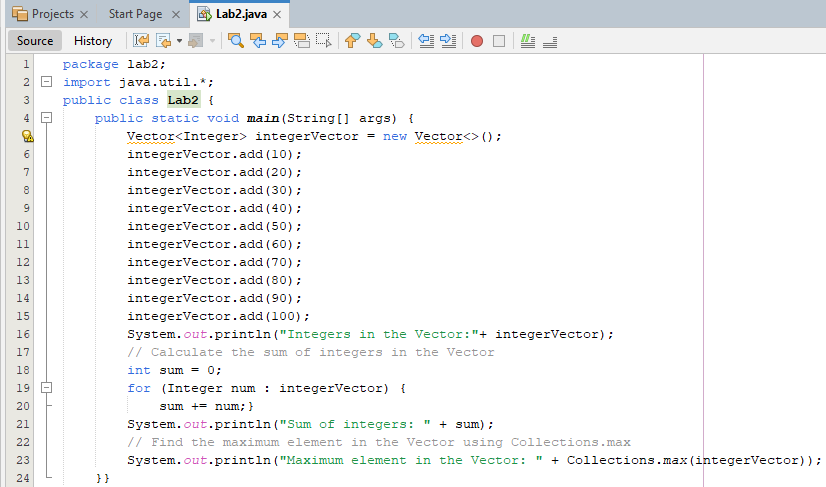 Projects Start Page Lab2.java
Source History
1 package lab2;
2 import java.util.*;
3 public class Lab2 {
4 public static void main(String[] args) {
Vector<Integer> integerVector = new Vector<>();
6 integerVector.add(10);
7 integerVector.add(20);
8 integerVector.add(30);
9 integerVector.add(40);
10 integerVector.add(50);
11 integerVector.add(60);
12 integerVector.add(70);
13 integerVector.add(80);
14 integerVector.add(90);
15 integerVector.add(100);
16 System.out.println("Integers in the Vector:"+ integerVector);
17 // Calculate the sum of integers in the Vector
18 int sum = 0;
19 for (Integer num : integerVector) {
20 sum += num;}
21 System.out.println("Sum of integers: " + sum);
22 // Find the maximum element in the Vector using Collections.max
23 System.out.println("Maximum element in the Vector: " + Collections.max(integerVector));
24 }}